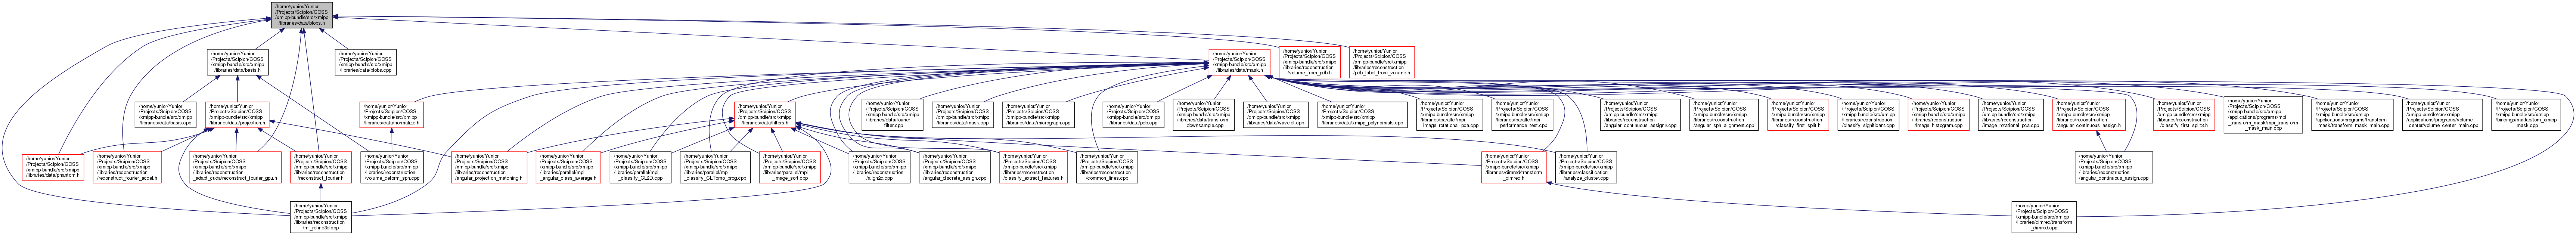 /home/yunior/Yunior
/Projects/Scipion/COSS
/xmipp-bundle/src/xmipp
/libraries/data/blobs.h
/home/yunior/Yunior
/Projects/Scipion/COSS
/xmipp-bundle/src/xmipp
/libraries/data/basis.h
/home/yunior/Yunior
/Projects/Scipion/COSS
/xmipp-bundle/src/xmipp
/libraries/data/blobs.cpp
/home/yunior/Yunior
/Projects/Scipion/COSS
/xmipp-bundle/src/xmipp
/libraries/data/mask.h
/home/yunior/Yunior
/Projects/Scipion/COSS
/xmipp-bundle/src/xmipp
/libraries/reconstruction
/volume_from_pdb.h
/home/yunior/Yunior
/Projects/Scipion/COSS
/xmipp-bundle/src/xmipp
/libraries/reconstruction
/pdb_label_from_volume.h
/home/yunior/Yunior
/Projects/Scipion/COSS
/xmipp-bundle/src/xmipp
/libraries/data/basis.cpp
/home/yunior/Yunior
/Projects/Scipion/COSS
/xmipp-bundle/src/xmipp
/libraries/data/projection.h
/home/yunior/Yunior
/Projects/Scipion/COSS
/xmipp-bundle/src/xmipp
/libraries/data/normalize.h
/home/yunior/Yunior
/Projects/Scipion/COSS
/xmipp-bundle/src/xmipp
/libraries/data/filters.h
/home/yunior/Yunior
/Projects/Scipion/COSS
/xmipp-bundle/src/xmipp
/libraries/data/fourier
_filter.cpp
/home/yunior/Yunior
/Projects/Scipion/COSS
/xmipp-bundle/src/xmipp
/libraries/data/mask.cpp
/home/yunior/Yunior
/Projects/Scipion/COSS
/xmipp-bundle/src/xmipp
/libraries/data/micrograph.cpp
/home/yunior/Yunior
/Projects/Scipion/COSS
/xmipp-bundle/src/xmipp
/libraries/data/pdb.cpp
/home/yunior/Yunior
/Projects/Scipion/COSS
/xmipp-bundle/src/xmipp
/libraries/data/transform
_downsample.cpp
/home/yunior/Yunior
/Projects/Scipion/COSS
/xmipp-bundle/src/xmipp
/libraries/data/wavelet.cpp
/home/yunior/Yunior
/Projects/Scipion/COSS
/xmipp-bundle/src/xmipp
/libraries/data/xmipp_polynomials.cpp
/home/yunior/Yunior
/Projects/Scipion/COSS
/xmipp-bundle/src/xmipp
/libraries/parallel/mpi
_image_rotational_pca.cpp
/home/yunior/Yunior
/Projects/Scipion/COSS
/xmipp-bundle/src/xmipp
/libraries/parallel/mpi
_performance_test.cpp
/home/yunior/Yunior
/Projects/Scipion/COSS
/xmipp-bundle/src/xmipp
/libraries/reconstruction
/angular_continuous_assign2.cpp
/home/yunior/Yunior
/Projects/Scipion/COSS
/xmipp-bundle/src/xmipp
/libraries/reconstruction
/angular_sph_alignment.cpp
/home/yunior/Yunior
/Projects/Scipion/COSS
/xmipp-bundle/src/xmipp
/libraries/reconstruction
/classify_first_split.h
/home/yunior/Yunior
/Projects/Scipion/COSS
/xmipp-bundle/src/xmipp
/libraries/reconstruction
/classify_significant.cpp
/home/yunior/Yunior
/Projects/Scipion/COSS
/xmipp-bundle/src/xmipp
/libraries/reconstruction
/image_histogram.cpp
/home/yunior/Yunior
/Projects/Scipion/COSS
/xmipp-bundle/src/xmipp
/libraries/reconstruction
/image_rotational_pca.cpp
/home/yunior/Yunior
/Projects/Scipion/COSS
/xmipp-bundle/src/xmipp
/libraries/reconstruction
/angular_continuous_assign.h
/home/yunior/Yunior
/Projects/Scipion/COSS
/xmipp-bundle/src/xmipp
/libraries/reconstruction
/classify_first_split3.h
/home/yunior/Yunior
/Projects/Scipion/COSS
/xmipp-bundle/src/xmipp
/applications/programs/mpi
_transform_mask/mpi_transform
_mask_main.cpp
/home/yunior/Yunior
/Projects/Scipion/COSS
/xmipp-bundle/src/xmipp
/applications/programs/transform
_mask/transform_mask_main.cpp
/home/yunior/Yunior
/Projects/Scipion/COSS
/xmipp-bundle/src/xmipp
/applications/programs/volume
_center/volume_center_main.cpp
/home/yunior/Yunior
/Projects/Scipion/COSS
/xmipp-bundle/src/xmipp
/bindings/matlab/tom_xmipp
_mask.cpp
/home/yunior/Yunior
/Projects/Scipion/COSS
/xmipp-bundle/src/xmipp
/libraries/data/phantom.h
/home/yunior/Yunior
/Projects/Scipion/COSS
/xmipp-bundle/src/xmipp
/libraries/reconstruction
/reconstruct_fourier_accel.h
/home/yunior/Yunior
/Projects/Scipion/COSS
/xmipp-bundle/src/xmipp
/libraries/reconstruction
_adapt_cuda/reconstruct_fourier_gpu.h
/home/yunior/Yunior
/Projects/Scipion/COSS
/xmipp-bundle/src/xmipp
/libraries/reconstruction
/reconstruct_fourier.h
/home/yunior/Yunior
/Projects/Scipion/COSS
/xmipp-bundle/src/xmipp
/libraries/reconstruction
/volume_deform_sph.cpp
/home/yunior/Yunior
/Projects/Scipion/COSS
/xmipp-bundle/src/xmipp
/libraries/reconstruction
/angular_projection_matching.h
/home/yunior/Yunior
/Projects/Scipion/COSS
/xmipp-bundle/src/xmipp
/libraries/parallel/mpi
_angular_class_average.h
/home/yunior/Yunior
/Projects/Scipion/COSS
/xmipp-bundle/src/xmipp
/libraries/parallel/mpi
_classify_CL2D.cpp
/home/yunior/Yunior
/Projects/Scipion/COSS
/xmipp-bundle/src/xmipp
/libraries/parallel/mpi
_classify_CLTomo_prog.cpp
/home/yunior/Yunior
/Projects/Scipion/COSS
/xmipp-bundle/src/xmipp
/libraries/parallel/mpi
_image_sort.cpp
/home/yunior/Yunior
/Projects/Scipion/COSS
/xmipp-bundle/src/xmipp
/libraries/reconstruction
/align2d.cpp
/home/yunior/Yunior
/Projects/Scipion/COSS
/xmipp-bundle/src/xmipp
/libraries/reconstruction
/angular_discrete_assign.cpp
/home/yunior/Yunior
/Projects/Scipion/COSS
/xmipp-bundle/src/xmipp
/libraries/reconstruction
/classify_extract_features.h
/home/yunior/Yunior
/Projects/Scipion/COSS
/xmipp-bundle/src/xmipp
/libraries/reconstruction
/common_lines.cpp
/home/yunior/Yunior
/Projects/Scipion/COSS
/xmipp-bundle/src/xmipp
/libraries/dimred/transform
_dimred.h
/home/yunior/Yunior
/Projects/Scipion/COSS
/xmipp-bundle/src/xmipp
/libraries/classification
/analyze_cluster.cpp
/home/yunior/Yunior
/Projects/Scipion/COSS
/xmipp-bundle/src/xmipp
/libraries/reconstruction
/angular_continuous_assign.cpp
/home/yunior/Yunior
/Projects/Scipion/COSS
/xmipp-bundle/src/xmipp
/libraries/reconstruction
/ml_refine3d.cpp
/home/yunior/Yunior
/Projects/Scipion/COSS
/xmipp-bundle/src/xmipp
/libraries/dimred/transform
_dimred.cpp